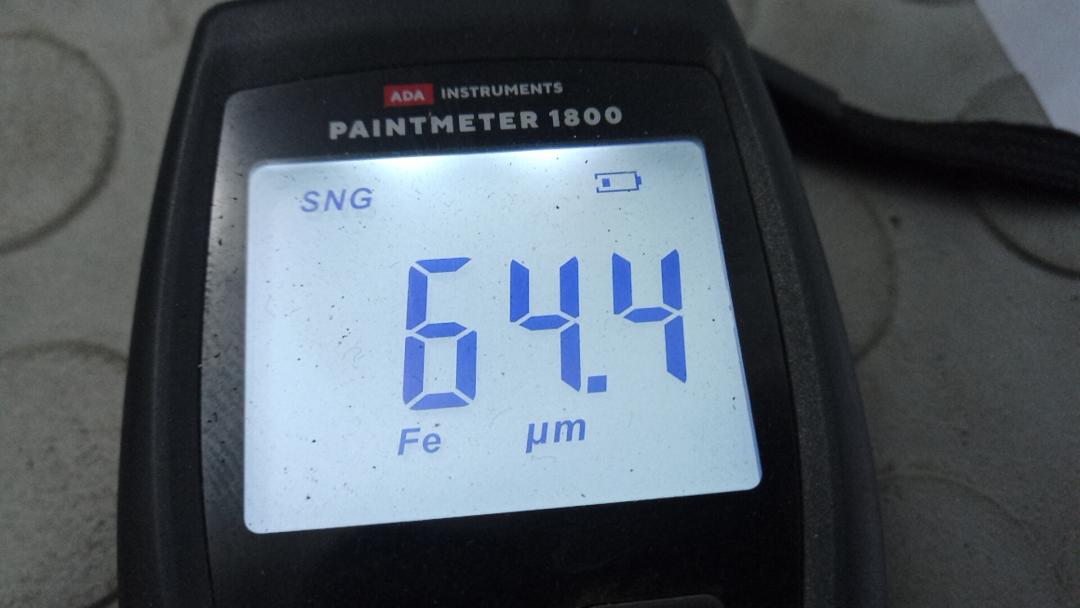 ADA INSTRUMENTS
PAINTMETER 1800
SNG
64.4
Fe µm